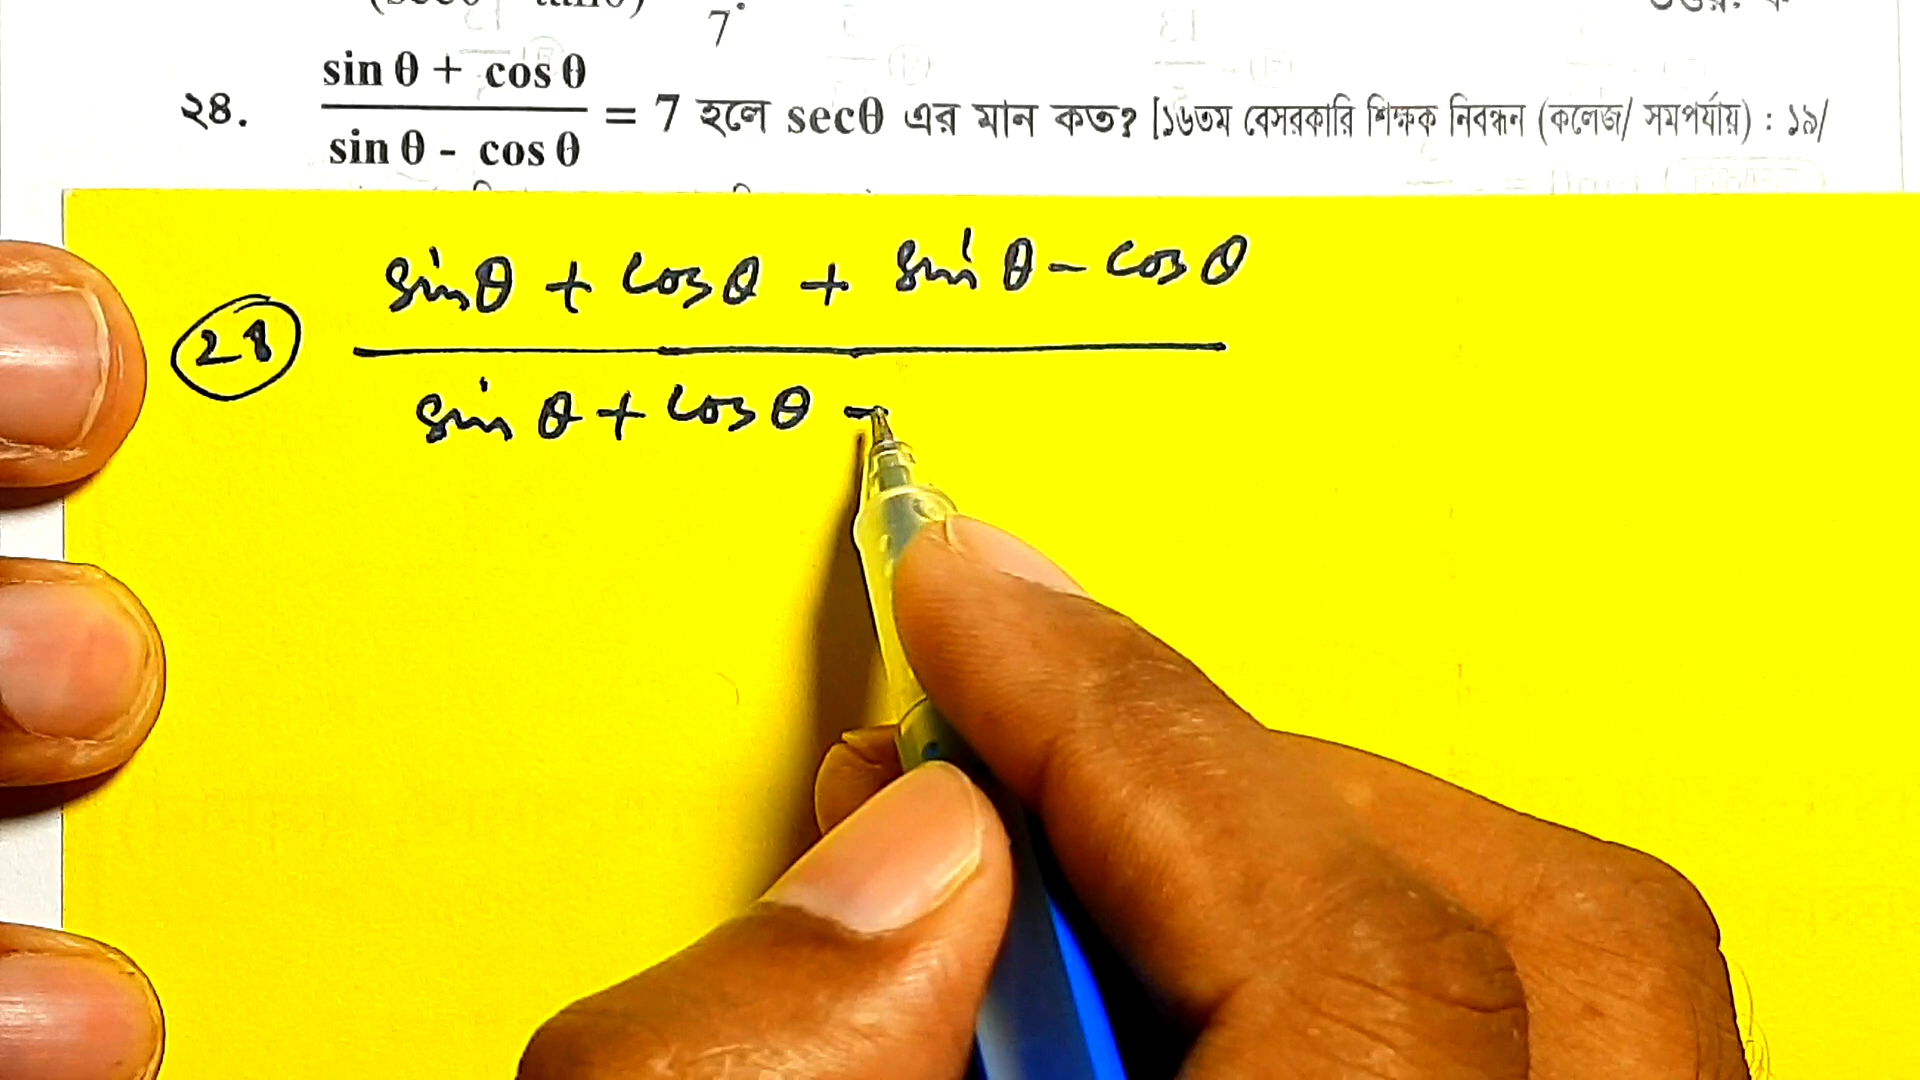 7
২৪. sin θ + cos θ / sin θ - cos θ = 7 হলে secθ এর মান কত? [১৬তম বেসরকারি শিক্ষক নিবন্ধন (কলেজ/ সমপর্যায়) : ১৯/
24 sinθ + cosθ + sinθ - cosθ
sinθ + cosθ -